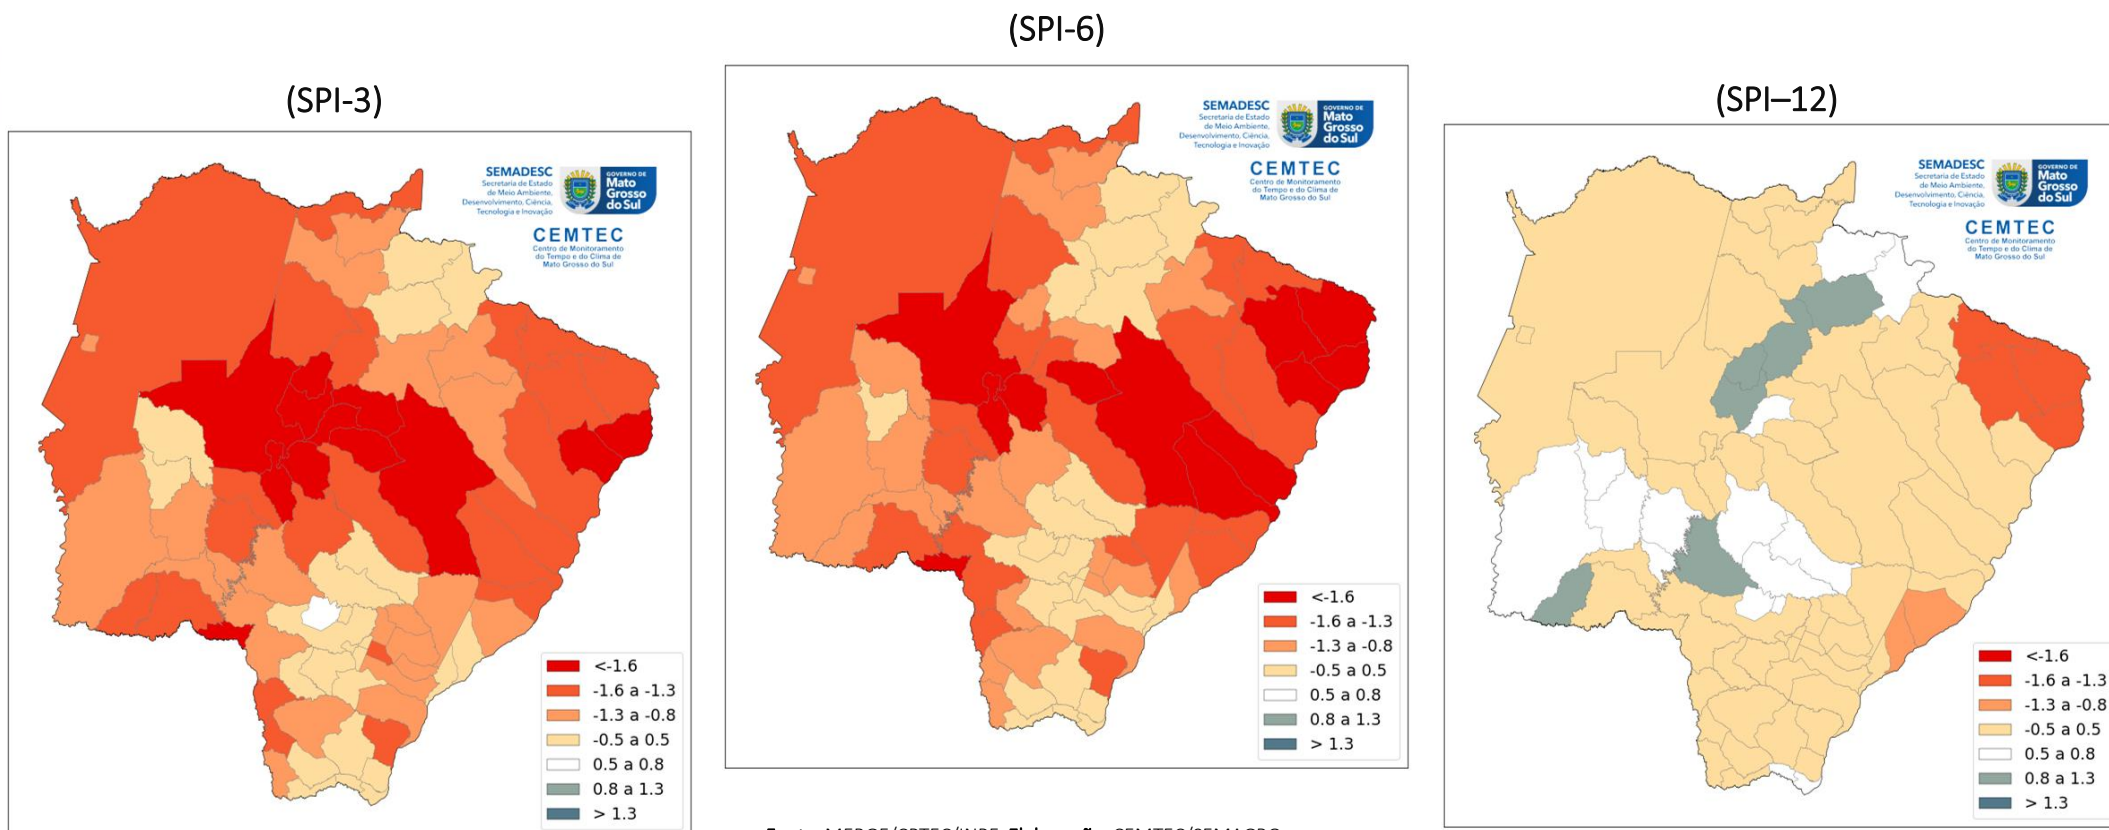 (SPI-3)
SEMADESC
Secretaria de Estado
de Meio Ambiente,
Desenvolvimento, Ciência,
Tecnologia e Inovação
GOVERNO DE
Mato
Grosso
do Sul
CEMTEC
Centro de Monitoramento
do Tempo e do Clima de
Mato Grosso do Sul
<-1.6
-1.6 a -1.3
-1.3 a -0.8
-0.5 a 0.5
0.5 a 0.8
0.8 a 1.3
> 1.3
(SPI-6)
SEMADESC
Secretaria de Estado
de Meio Ambiente,
Desenvolvimento, Ciência,
Tecnologia e Inovação
GOVERNO DE
Mato
Grosso
do Sul
CEMTEC
Centro de Monitoramento
do Tempo e do Clima de
Mato Grosso do Sul
<-1.6
-1.6 a -1.3
-1.3 a -0.8
-0.5 a 0.5
0.5 a 0.8
0.8 a 1.3
> 1.3
(SPI–12)
SEMADESC
Secretaria de Estado
de Meio Ambiente,
Desenvolvimento, Ciência,
Tecnologia e Inovação
GOVERNO DE
Mato
Grosso
do Sul
CEMTEC
Centro de Monitoramento
do Tempo e do Clima de
Mato Grosso do Sul
<-1.6
-1.6 a -1.3
-1.3 a -0.8
-0.5 a 0.5
0.5 a 0.8
0.8 a 1.3
> 1.3